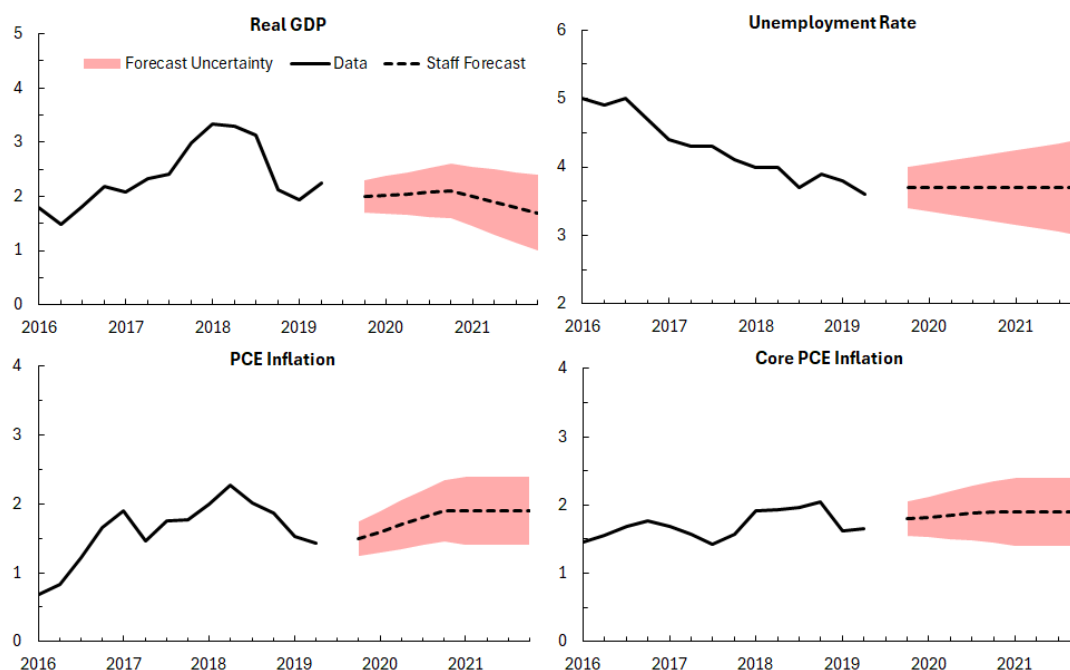 Real GDP
5
Forecast Uncertainty Data Staff Forecast
4
3
2
1
0
2016 2017 2018 2019 2020 2021
Unemployment Rate
6
5
4
3
2
2016 2017 2018 2019 2020 2021
PCE Inflation
4
3
2
1
0
2016 2017 2018 2019 2020 2021
Core PCE Inflation
4
3
2
1
0
2016 2017 2018 2019 2020 2021